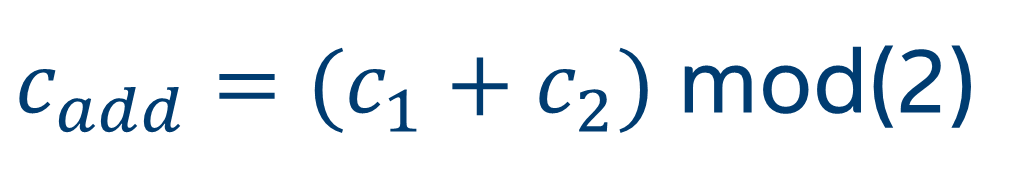 c_add = (c_1 + c_2) mod(2)